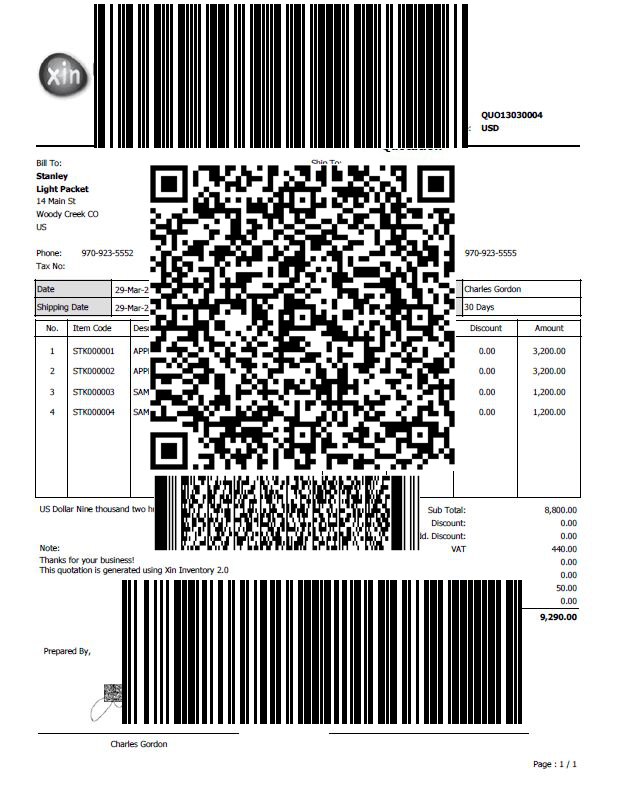 xin
QUO13030004
: USD
Bill To:
Stanley
Light Packet
14 Main St
Woody Creek CO
US
Ship To:
Phone: 970-923-5552 970-923-5555
Tax No:
Date 29-Mar-2 Charles Gordon
Shipping Date 29-Mar-2 30 Days
No. Item Code Discount Amount
1 STK000001 0.00 3,200.00
2 STK000002 0.00 3,200.00
3 STK000003 SAM 0.00 1,200.00
4 STK000004 SAM 0.00 1,200.00
US Dollar Nine thousand two
Sub Total: 8,800.00
Discount: 0.00
Discount: 0.00
VAT 440.00
0.00
0.00
50.00
0.00
9,290.00
Note:
Thanks for your business!
This quotation is generated using Xin Inventory 2.0
Prepared By,
Charles Gordon
Page : 1 / 1